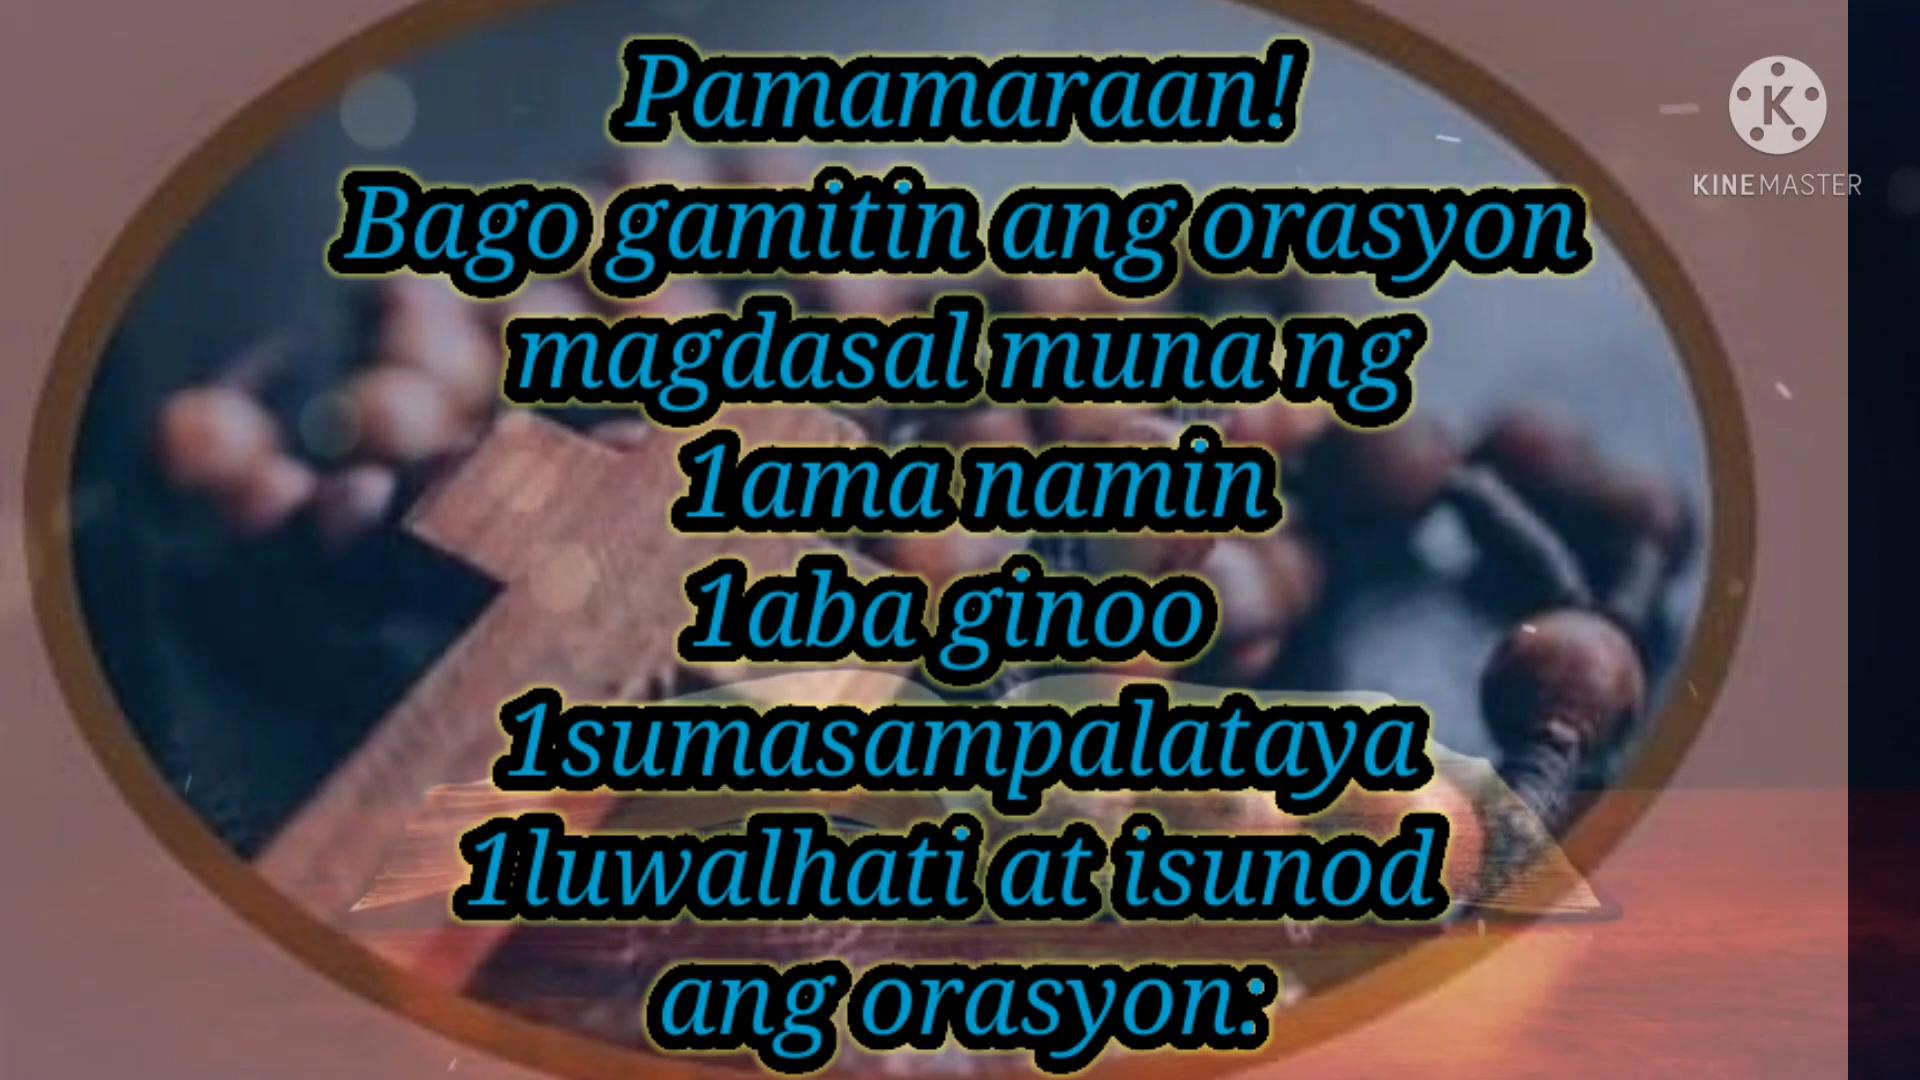 Pamamaraan!
Bago gamitin ang orasyon
magdasal muna ng
1ama namin
1aba ginoo
1sumasampalataya
1luwalhati at isunod
ang orasyon:
K
KINEMASTER